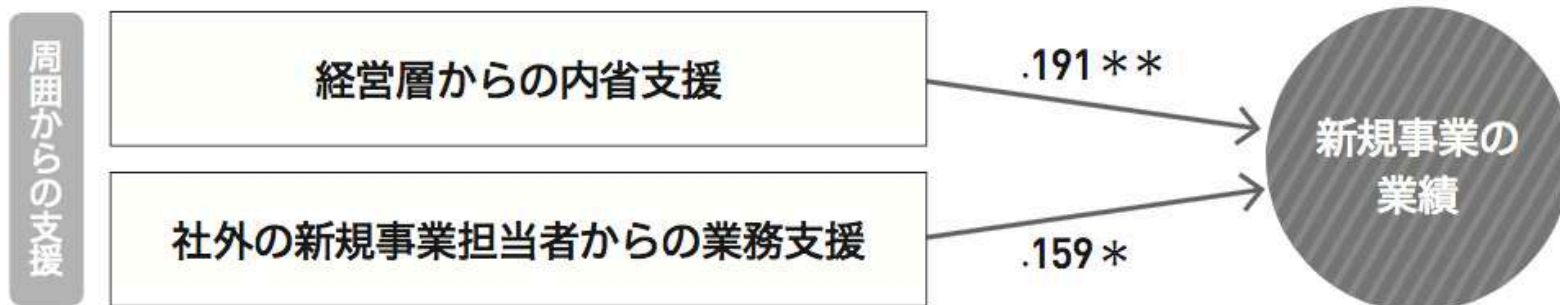 周囲からの支援
経営層からの内省支援
.191＊＊
社外の新規事業担当者からの業務支援
.159＊
新規事業の
業績